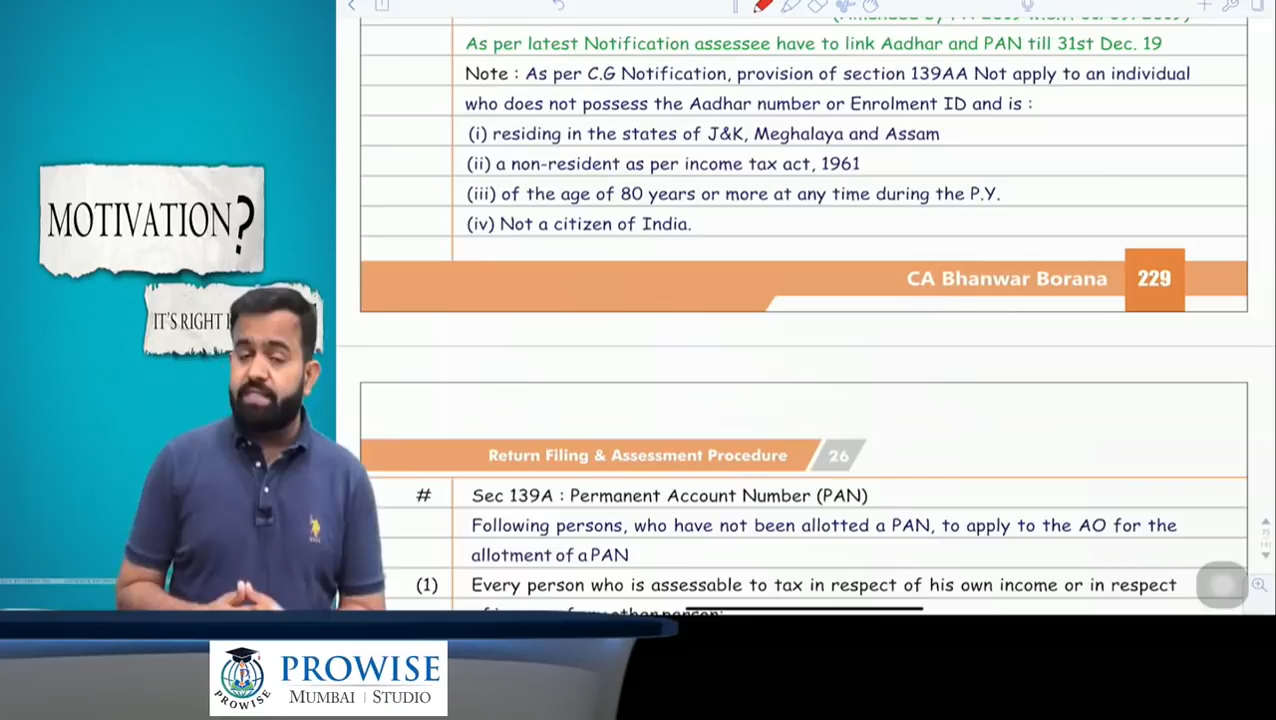 As per latest Notification assessee have to link Aadhar and PAN till 31st Dec. 19
Note : As per C.G Notification, provision of section 139AA Not apply to an individual
who does not possess the Aadhar number or Enrolment ID and is :
(i) residing in the states of J&K, Meghalaya and Assam
(ii) a non-resident as per income tax act, 1961
(iii) of the age of 80 years or more at any time during the P.Y.
(iv) Not a citizen of India.
CA Bhanwar Borana 229
Return Filing & Assessment Procedure 26
# Sec 139A : Permanent Account Number (PAN)
Following persons, who have not been allotted a PAN, to apply to the AO for the
allotment of a PAN
(1) Every person who is assessable to tax in respect of his own income or in respect
MOTIVATION?
IT'S RIGHT
PROWISE
PROWISE
MUMBAI | STUDIO